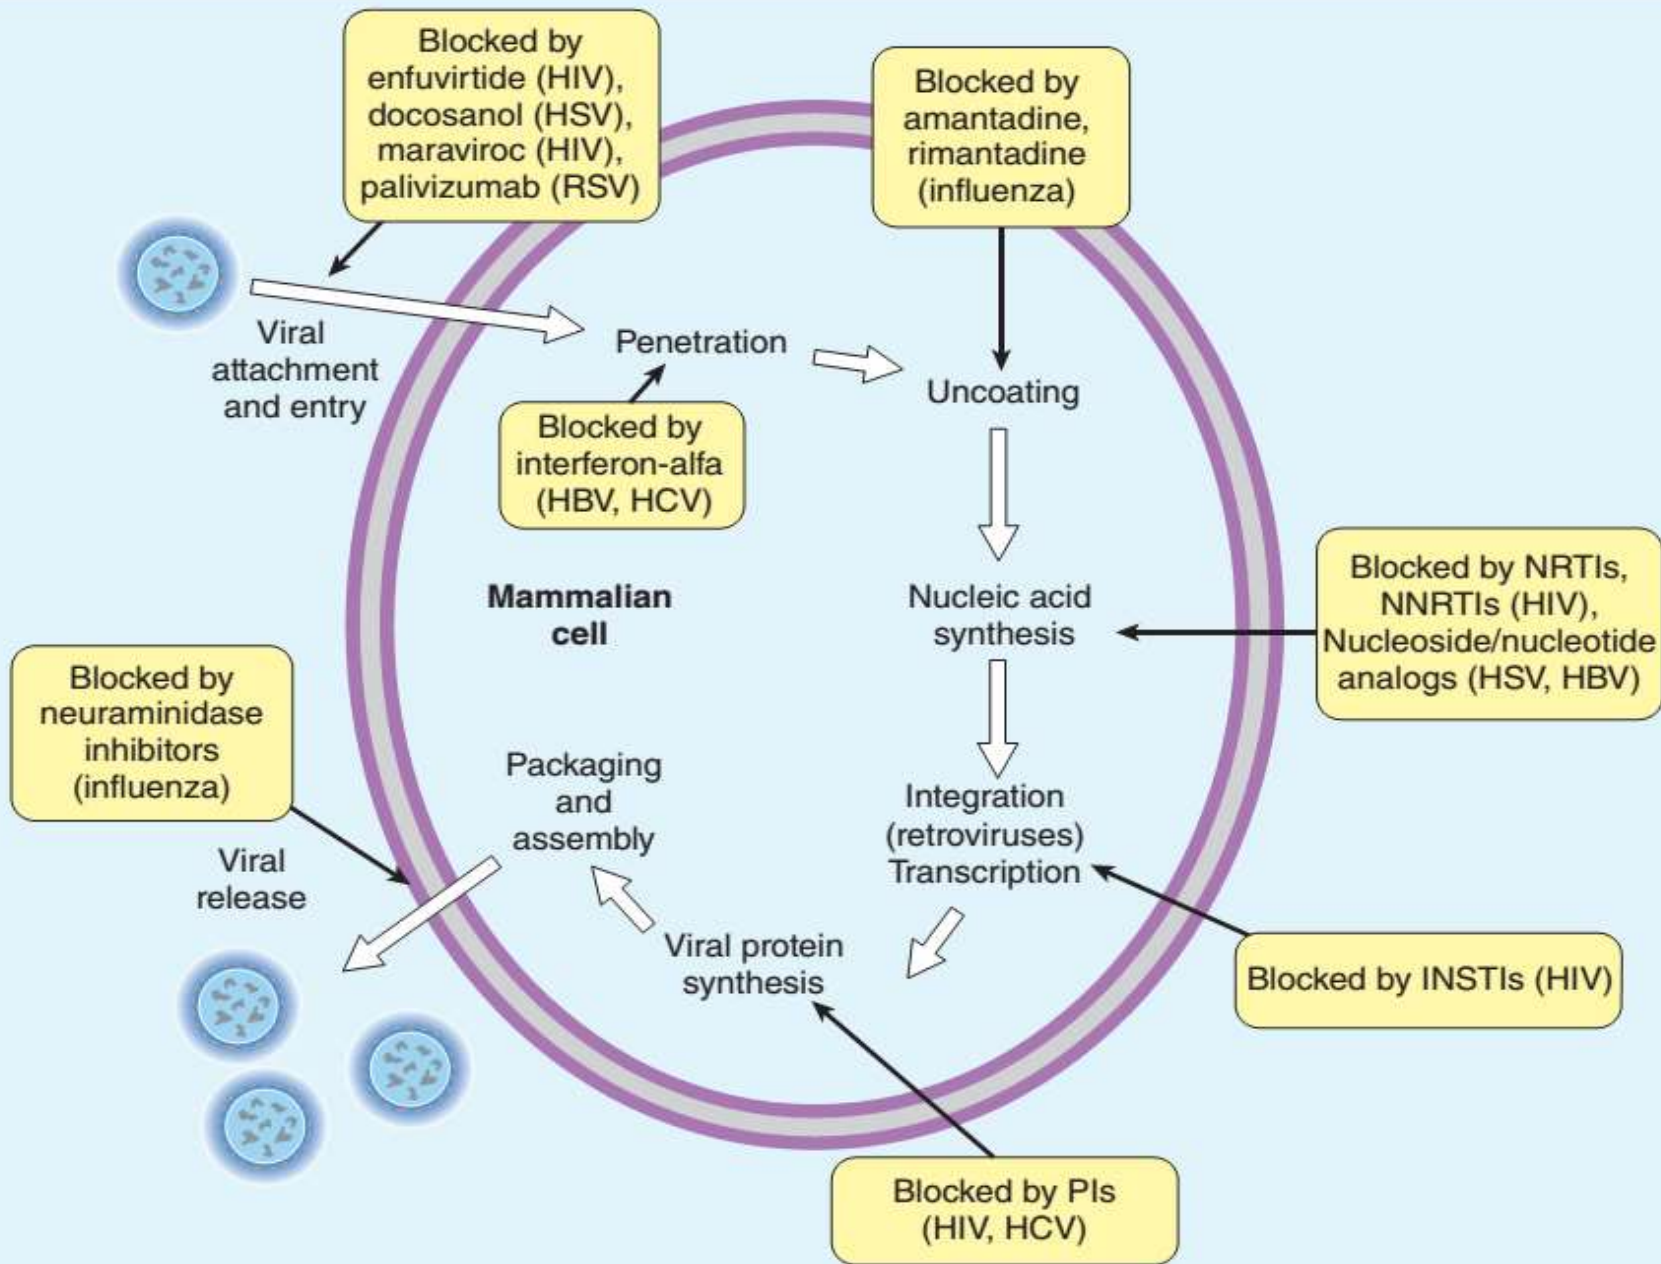 Blocked by
enfuvirtide (HIV),
docosanol (HSV),
maraviroc (HIV),
palivizumab (RSV)
Blocked by
amantadine,
rimantadine
(influenza)
Viral
attachment
and entry
Penetration
Uncoating
Blocked by
interferon-alfa
(HBV, HCV)
Mammalian
cell
Nucleic acid
synthesis
Blocked by NRTIs,
NNRTIs (HIV),
Nucleoside/nucleotide
analogs (HSV, HBV)
Blocked by
neuraminidase
inhibitors
(influenza)
Packaging
and
assembly
Integration
(retroviruses)
Transcription
Viral
release
Viral protein
synthesis
Blocked by INSTIs (HIV)
Blocked by PIs
(HIV, HCV)